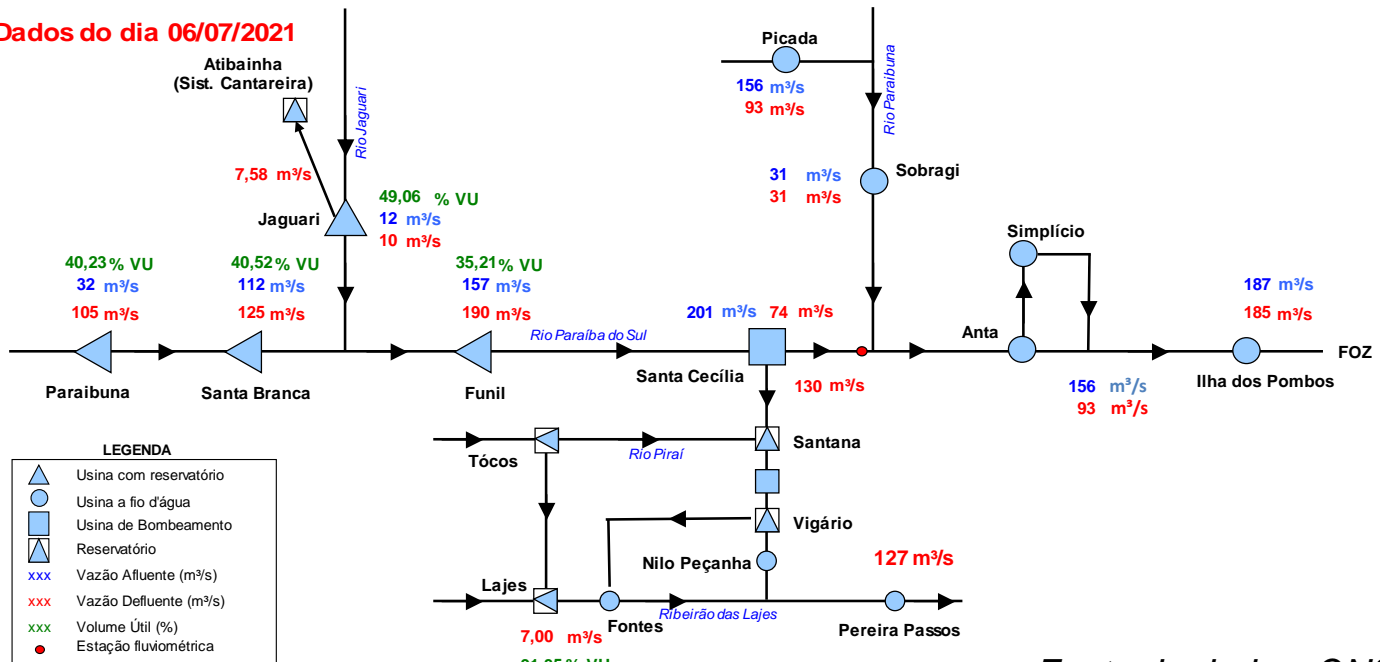 Dados do dia 06/07/2021
Atibainha
(Sist. Cantareira)
Rio Jaguari
7,58 m³/s
Jaguari
49,06 % VU
12 m³/s
10 m³/s
Picada
156 m³/s
93 m³/s
Rio Paraibuna
31 m³/s
31 m³/s
Sobragi
Simplício
40,23 % VU
32 m³/s
105 m³/s
Paraibuna
40,52 % VU
112 m³/s
125 m³/s
Santa Branca
35,21 % VU
157 m³/s
190 m³/s
Funil
Rio Paraíba do Sul
201 m³/s 74 m³/s
Santa Cecília
130 m³/s
Anta
156 m³/s
93 m³/s
187 m³/s
185 m³/s
Ilha dos Pombos
FOZ
Tócos
Rio Piraí
Santana
Vigário
Nilo Peçanha
127 m³/s
Lajes
Fontes
Ribeirão das Lajes
Pereira Passos
7,00 m³/s
LEGENDA
Usina com reservatório
Usina a fio d'água
Usina de Bombeamento
Reservatório
xxx Vazão Afluente (m³/s)
xxx Vazão Defluente (m³/s)
xxx Volume Útil (%)
Estação fluviométrica